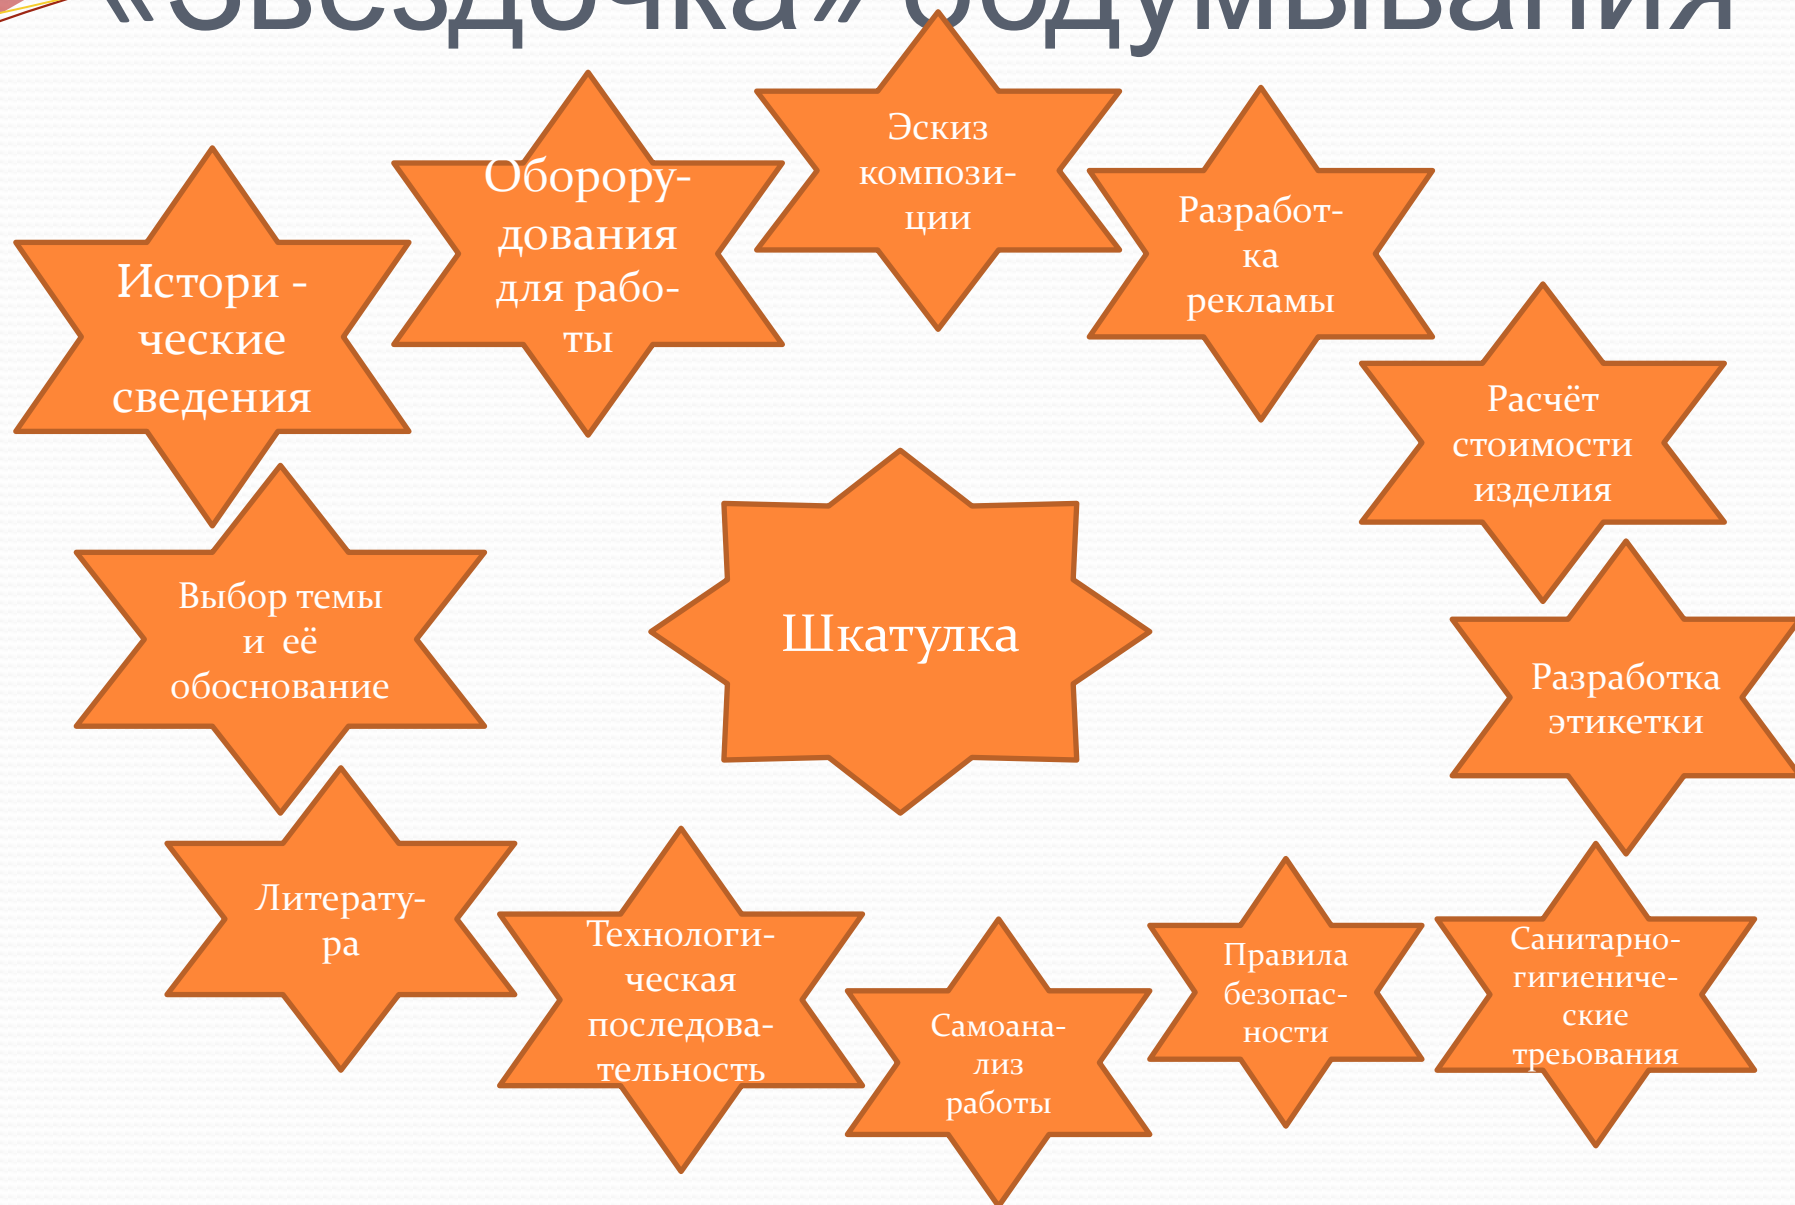 «Звёздочка» обдумывания
Эскиз
компози-
ции
Обопору-
дования
для рабо-
ты
Разработ-
ка
рекламы
Истори -
ческие
сведения
Расчёт
стоимости
изделия
Выбор темы
и её
обоснование
Шкатулка
Разработка
этикетки
Литерату-
ра
Технологи-
ческая
последова-
тельность
Самоана-
лиз
работы
Правила
безопас-
ности
Санитарно-
гигиениче-
ские
треьования